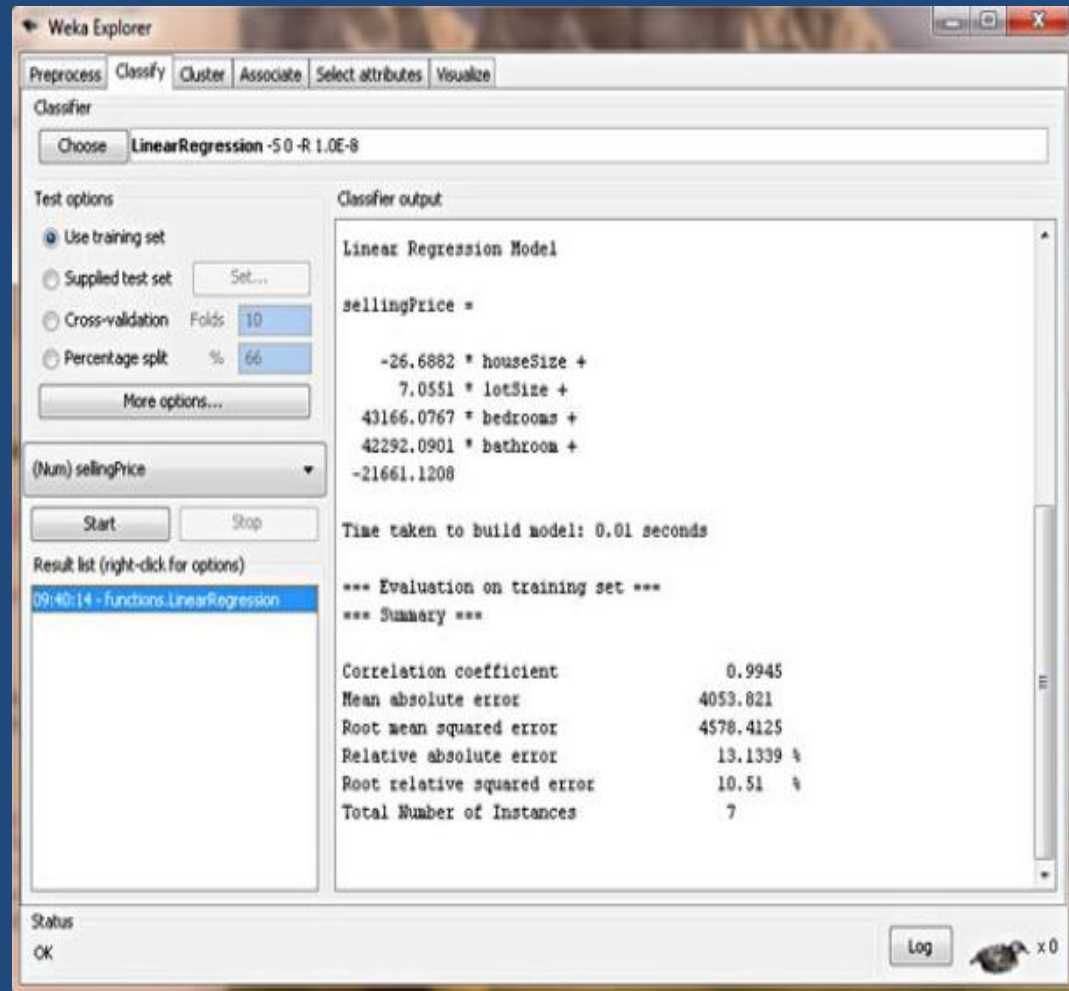 Weka Explorer
Preprocess Classify Cluster Associate Select attributes Visualize
Classifier
Choose LinearRegression -S 0 -R 1.0E-8
Test options
Use training set
Supplied test set Set...
Cross-validation Folds 10
Percentage split % 66
More options...
(Num) sellingPrice
Start Stop
Result list (right-click for options)
09:40:14 - functions.LinearRegression
Classifier output
Linear Regression Model
sellingPrice =
-26.6882 * houseSize +
7.0551 * lotSize +
43166.0767 * bedrooms +
42292.0901 * bathroom +
-21661.1208
Time taken to build model: 0.01 seconds
=== Evaluation on training set ===
=== Summary ===
Correlation coefficient 0.9945
Mean absolute error 4053.821
Root mean squared error 4578.4125
Relative absolute error 13.1339 %
Root relative squared error 10.51 %
Total Number of Instances 7
Status
OK
Log x 0